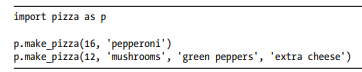 import pizza as p
p.make_pizza(16, 'pepperoni')
p.make_pizza(12, 'mushrooms', 'green peppers', 'extra cheese')